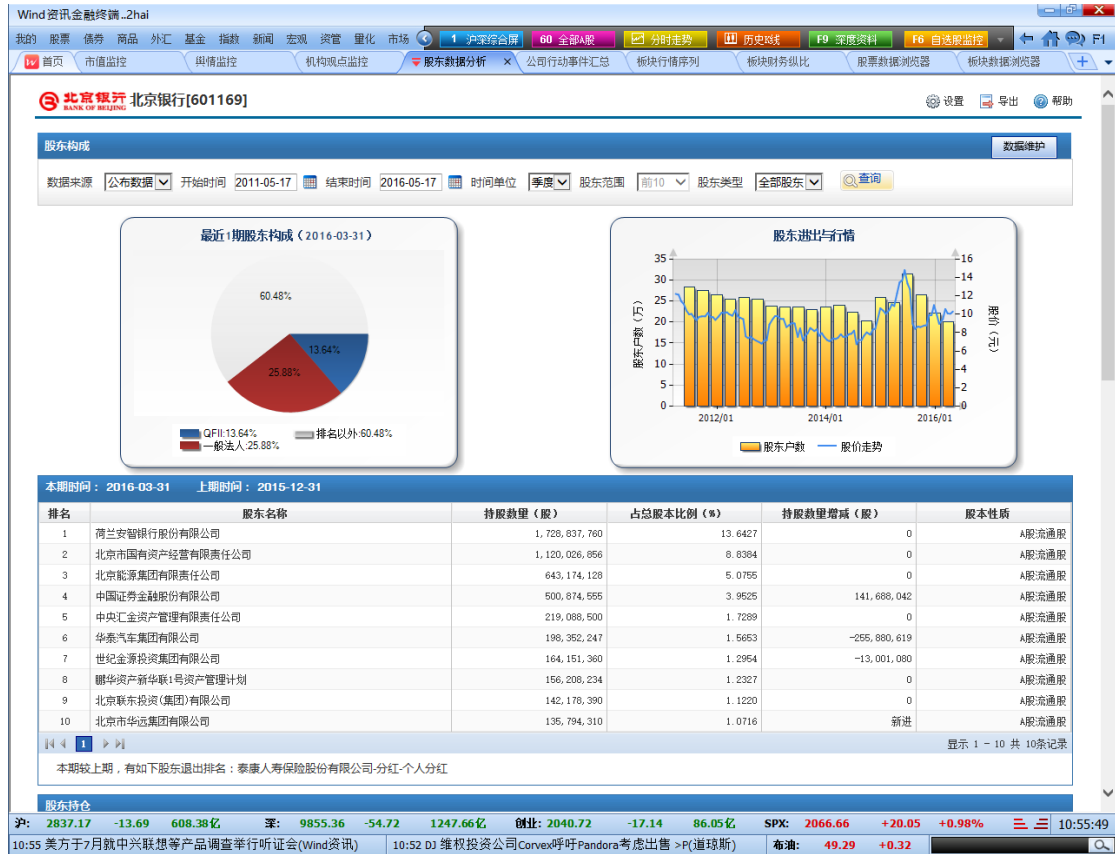 Wind资讯金融终端..2hai
我的 股票 债券 商品 外汇 基金 指数 新闻 宏观 资管 量化 市场 1 沪深综合屏 60 全部A股 分时走势 历史K线 F9 深度资料 F6 自选股监控 F1
首页 市值监控 舆情监控 机构观点监控 股东数据分析 × 公司行动事件汇总 板块行情序列 板块财务纵比 股票数据浏览器 板块数据浏览器 +
北京银行 BANK OF BEIJING 北京银行[601169] 设置 导出 帮助
股东构成 数据维护
数据来源 公布数据 开始时间 2011-05-17 结束时间 2016-05-17 时间单位 季度 股东范围 前10 股东类型 全部股东 查询
最近1期股东构成（2016-03-31）
60.48%
13.64%
25.88%
QFII:13.64% 排名以外:60.48%
一般法人:25.88%
股东进出与行情
35 16
30 14
25 12
20 10
15 8
10 6
5 4
0 2
0
股东户数（万）
股价（元）
2012/01 2014/01 2016/01
股东户数 股价走势
本期时间：2016-03-31 上期时间：2015-12-31
排名 股东名称 持股数量（股） 占总股本比例（%） 持股数量增减（股） 股本性质
1 荷兰安智银行股份有限公司 1,728,837,760 13.6427 0 A股流通股
2 北京市国有资产经营有限责任公司 1,120,026,856 8.8384 0 A股流通股
3 北京能源集团有限责任公司 643,174,128 5.0755 0 A股流通股
4 中国证券金融股份有限公司 500,874,555 3.9525 141,688,042 A股流通股
5 中央汇金资产管理有限责任公司 219,088,500 1.7289 0 A股流通股
6 华泰汽车集团有限公司 198,352,247 1.5653 -255,880,619 A股流通股
7 世纪金源投资集团有限公司 164,151,360 1.2954 -13,001,080 A股流通股
8 鹏华资产新华联1号资产管理计划 156,208,234 1.2327 0 A股流通股
9 北京联东投资(集团)有限公司 142,178,390 1.1220 0 A股流通股
10 北京市华远集团有限公司 135,794,310 1.0716 新进 A股流通股
1 显示 1 - 10 共 10条记录
本期较上期，有如下股东退出排名：泰康人寿保险股份有限公司-分红-个人分红
股东持仓
沪: 2837.17 -13.69 608.38亿 深: 9855.36 -54.72 1247.66亿 创业: 2040.72 -17.14 86.05亿 SPX: 2066.66 +20.05 +0.98% 10:55:49
10:55 美方于7月就中兴联想等产品调查举行听证会(Wind资讯) 10:52 DJ 维权投资公司Corvex呼吁Pandora考虑出售 >P(道琼斯) 布油: 49.29 +0.32